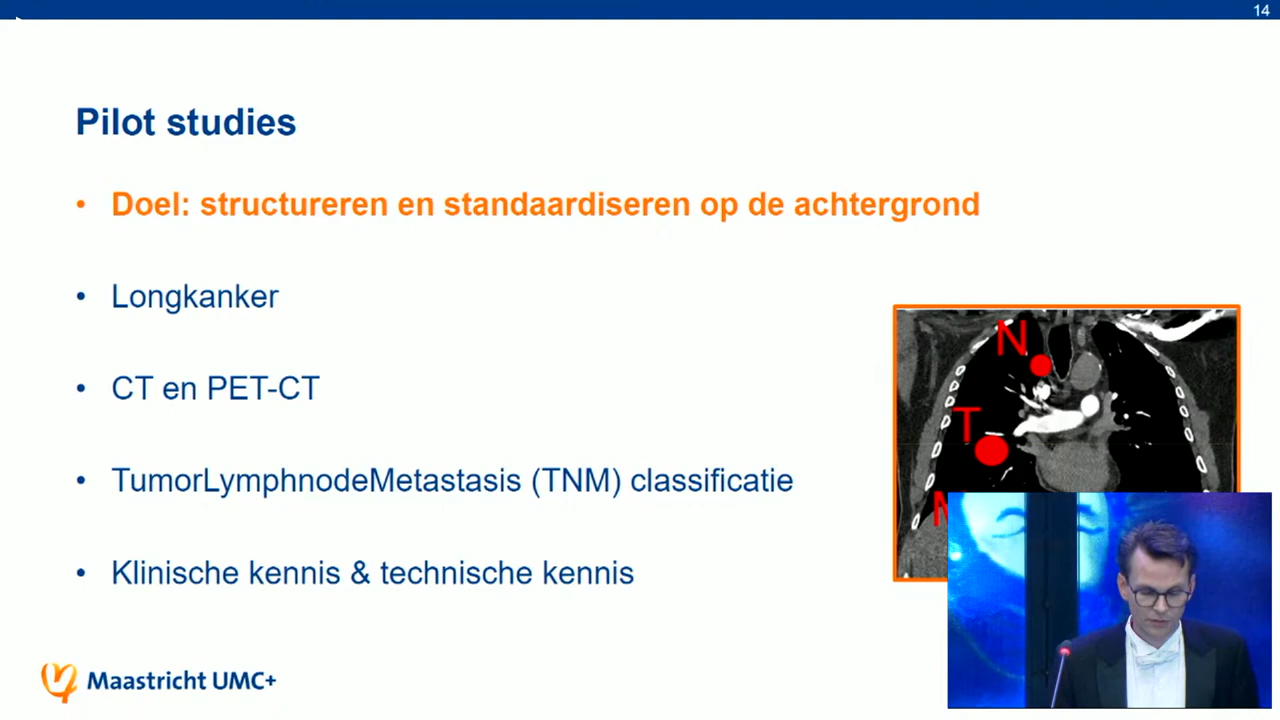 14
Pilot studies
• Doel: structureren en standaardiseren op de achtergrond
• Longkanker
• CT en PET-CT
• TumorLymphnodeMetastasis (TNM) classificatie
• Klinische kennis & technische kennis
N
T
M
Maastricht UMC+